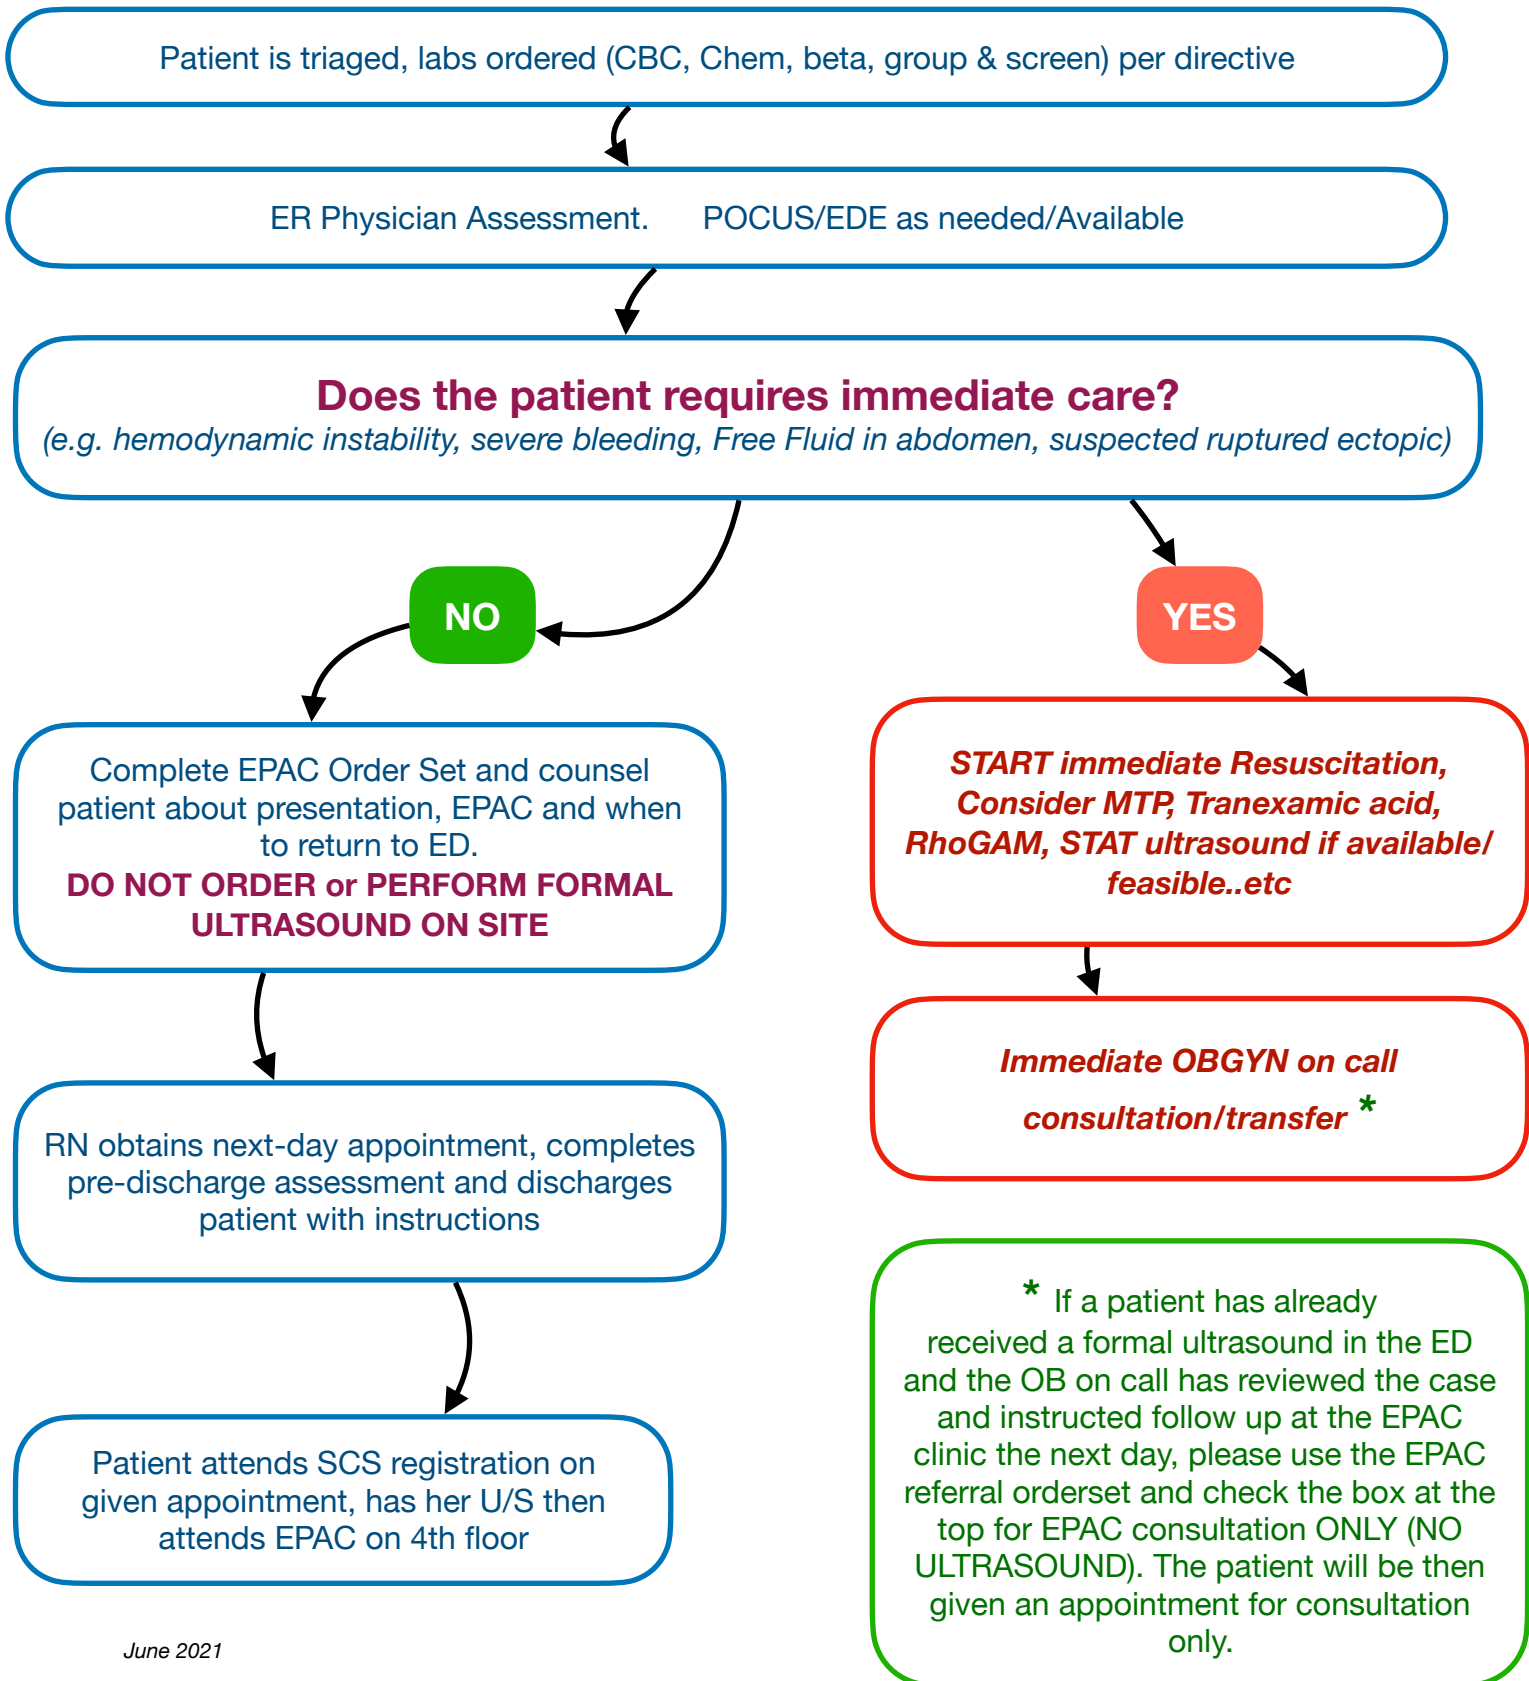 Patient is triaged, labs ordered (CBC, Chem, beta, group & screen) per directive
ER Physician Assessment. POCUS/EDE as needed/Available
Does the patient requires immediate care?
(e.g. hemodynamic instability, severe bleeding, Free Fluid in abdomen, suspected ruptured ectopic)
NO
YES
Complete EPAC Order Set and counsel
patient about presentation, EPAC and when
to return to ED.
DO NOT ORDER or PERFORM FORMAL
ULTRASOUND ON SITE
RN obtains next-day appointment, completes
pre-discharge assessment and discharges
patient with instructions
Patient attends SCS registration on
given appointment, has her U/S then
attends EPAC on 4th floor
START immediate Resuscitation,
Consider MTP, Tranexamic acid,
RhoGAM, STAT ultrasound if available/
feasible..etc
Immediate OBGYN on call
consultation/transfer *
* If a patient has already
received a formal ultrasound in the ED
and the OB on call has reviewed the case
and instructed follow up at the EPAC
clinic the next day, please use the EPAC
referral orderset and check the box at the
top for EPAC consultation ONLY (NO
ULTRASOUND). The patient will be then
given an appointment for consultation
only.
June 2021